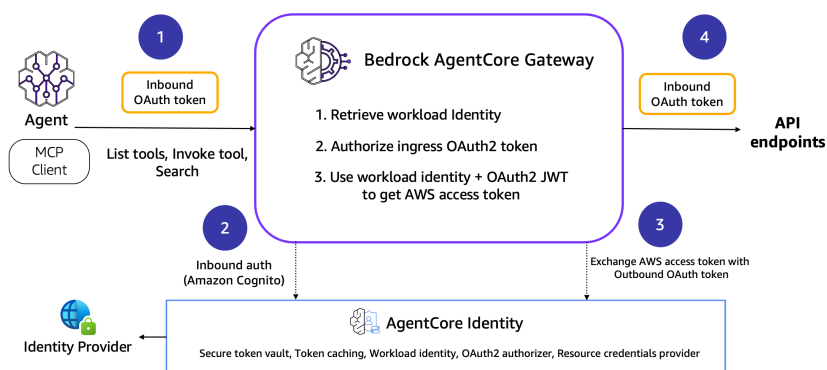 1
4
Inbound
OAuth token
Bedrock AgentCore Gateway
Inbound
OAuth token
Agent
1. Retrieve workload Identity
API
endpoints
MCP
Client
List tools, Invoke tool,
Search
2. Authorize ingress OAuth2 token
3. Use workload identity + OAuth2 JWT
to get AWS access token
2
3
Inbound auth
(Amazon Cognito)
Exchange AWS access token with
Outbound OAuth token
Identity Provider
AgentCore Identity
Secure token vault, Token caching, Workload identity, OAuth2 authorizer, Resource credentials provider